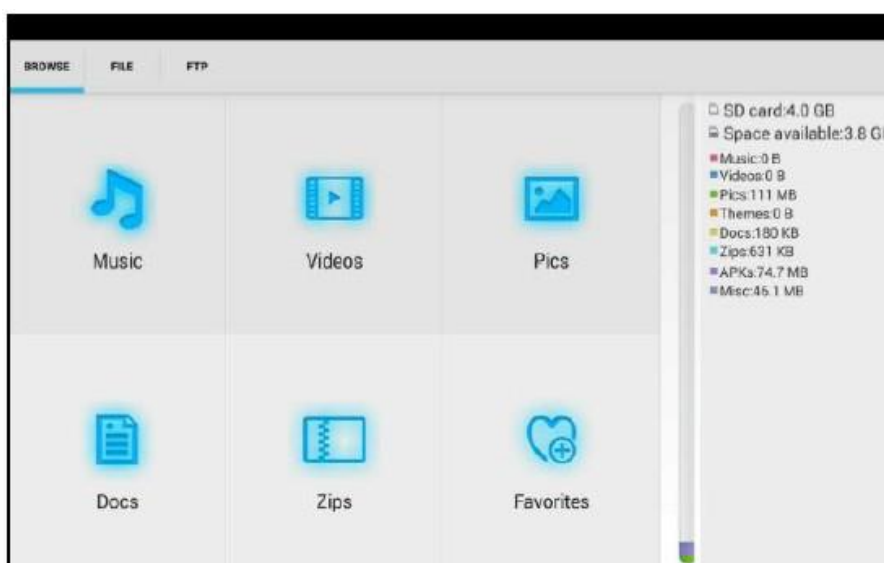 BROWSE FILE FTP
SD card:4.0 GB
Space available:3.8 G
Music:0 B
Videos:0 B
Pics:111 MB
Themes:0 B
Docs:180 KB
Zips:631 KB
APKs:74.7 MB
Misc:46.1 MB
Music Videos Pics
Docs Zips Favorites